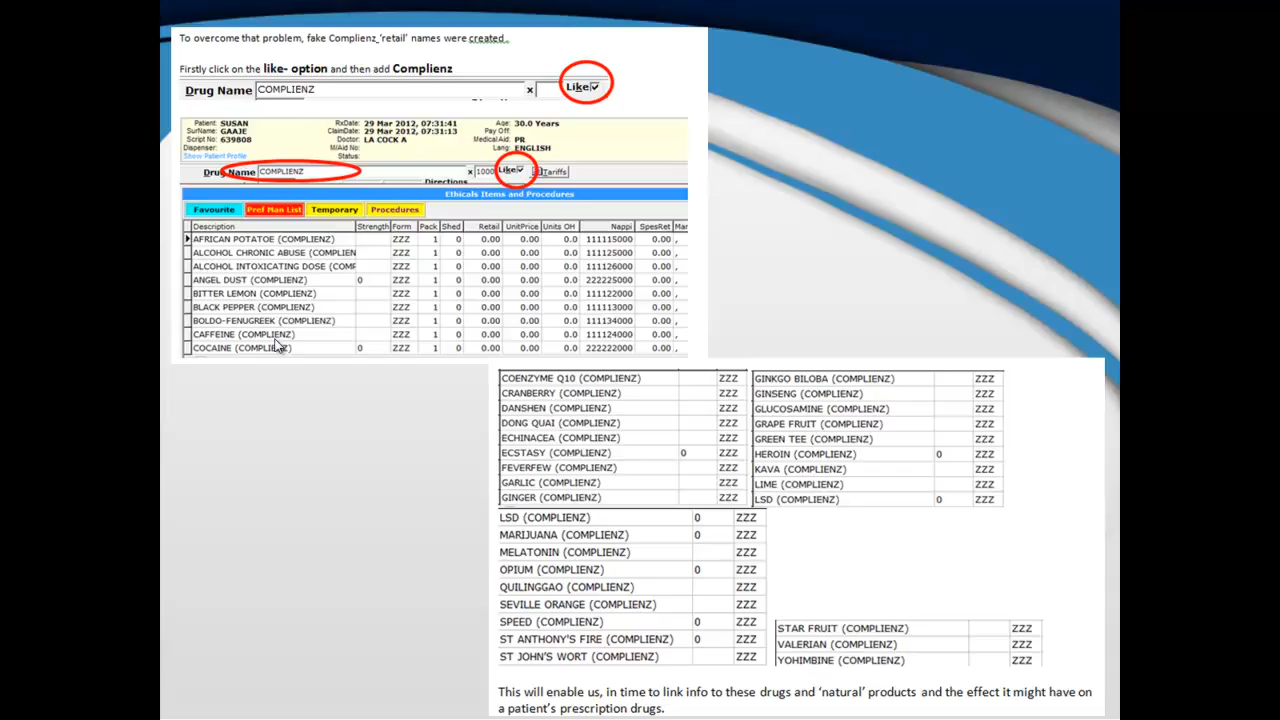 To overcome that problem, fake Complienz 'retail' names were created .
Firstly click on the like- option and then add Complienz
Drug Name COMPLIENZ x Like
Patient: SUSAN RxDate: 29 Mar 2012, 07:31:41 Age: 30.0 Years
SurName: GAAJE ClaimDate: 29 Mar 2012, 07:31:13 Pay Off:
Script No: 639808 Doctor: LA COCK A Medical Aid: PR
Dispenser: M/Aid No: Lang: ENGLISH
Show Patient Profile Status:
Drug Name COMPLIENZ x 1000 Like Tariffs
Directions
Ethicals Items and Procedures
Favourite Pref Man List Temporary Procedures
Description Strength Form Pack Shed Retail UnitPrice Units OH Nappi SpesRet Mar
AFRICAN POTATOE (COMPLIENZ) ZZZ 1 0 0.00 0.00 0.0 111115000 0.00 ,
ALCOHOL CHRONIC ABUSE (COMPLIEN ZZZ 1 0 0.00 0.00 0.0 111125000 0.00 ,
ALCOHOL INTOXICATING DOSE (COMP ZZZ 1 0 0.00 0.00 0.0 111126000 0.00 ,
ANGEL DUST (COMPLIENZ) 0 ZZZ 1 0 0.00 0.00 0.0 222225000 0.00 ,
BITTER LEMON (COMPLIENZ) ZZZ 1 0 0.00 0.00 0.0 111122000 0.00 ,
BLACK PEPPER (COMPLIENZ) ZZZ 1 0 0.00 0.00 0.0 111113000 0.00 ,
BOLDO-FENUGREEK (COMPLIENZ) ZZZ 1 0 0.00 0.00 0.0 111134000 0.00 ,
CAFFEINE (COMPLIENZ) ZZZ 1 0 0.00 0.00 0.0 111124000 0.00 ,
COCAINE (COMPLIENZ) 0 ZZZ 1 0 0.00 0.00 0.0 222222000 0.00 ,
COENZYME Q10 (COMPLIENZ) ZZZ
CRANBERRY (COMPLIENZ) ZZZ
DANSHEN (COMPLIENZ) ZZZ
DONG QUAI (COMPLIENZ) ZZZ
ECHINACEA (COMPLIENZ) ZZZ
ECSTASY (COMPLIENZ) 0 ZZZ
FEVERFEW (COMPLIENZ) ZZZ
GARLIC (COMPLIENZ) ZZZ
GINGER (COMPLIENZ) ZZZ
GINKGO BILOBA (COMPLIENZ) ZZZ
GINSENG (COMPLIENZ) ZZZ
GLUCOSAMINE (COMPLIENZ) ZZZ
GRAPE FRUIT (COMPLIENZ) ZZZ
GREEN TEE (COMPLIENZ) ZZZ
HEROIN (COMPLIENZ) 0 ZZZ
KAVA (COMPLIENZ) ZZZ
LIME (COMPLIENZ) ZZZ
LSD (COMPLIENZ) 0 ZZZ
LSD (COMPLIENZ) 0 ZZZ
MARIJUANA (COMPLIENZ) 0 ZZZ
MELATONIN (COMPLIENZ) ZZZ
OPIUM (COMPLIENZ) 0 ZZZ
QUILINGGAO (COMPLIENZ) ZZZ
SEVILLE ORANGE (COMPLIENZ) ZZZ
SPEED (COMPLIENZ) 0 ZZZ
ST ANTHONY'S FIRE (COMPLIENZ) 0 ZZZ
ST JOHN'S WORT (COMPLIENZ) ZZZ
STAR FRUIT (COMPLIENZ) ZZZ
VALERIAN (COMPLIENZ) ZZZ
YOHIMBINE (COMPLIENZ) ZZZ
This will enable us, in time to link info to these drugs and 'natural' products and the effect it might have on
a patient's prescription drugs.